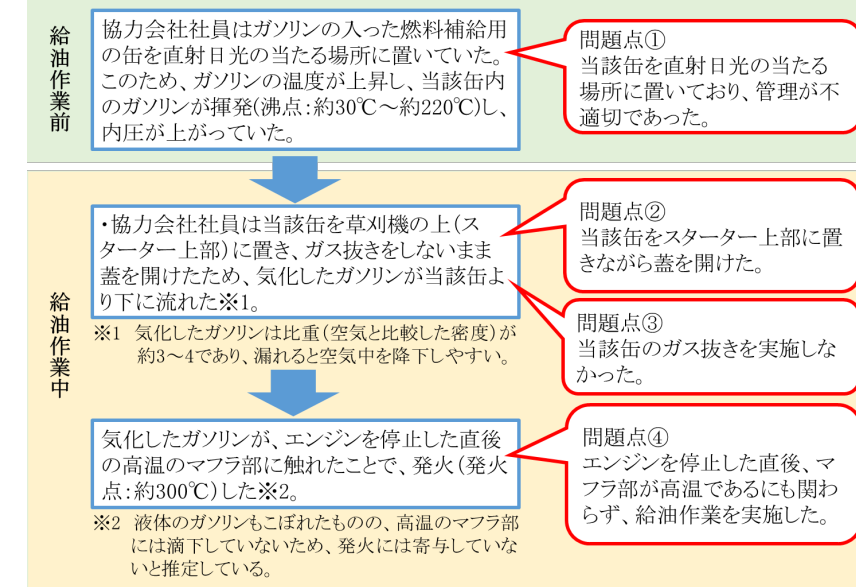 給油作業前
協力会社社員はガソリンの入った燃料補給用
の缶を直射日光の当たる場所に置いていた。
このため、ガソリンの温度が上昇し、当該缶内
のガソリンが揮発(沸点:約30℃～約220℃)し、
内圧が上がっていた。
問題点①
当該缶を直射日光の当たる
場所に置いており、管理が不
適切であった。
給油作業中
・協力会社社員は当該缶を草刈機の上(ス
ターター上部)に置き、ガス抜きをしないまま
蓋を開けたため、気化したガソリンが当該缶よ
り下に流れた※1。
問題点②
当該缶をスターター上部に置
きながら蓋を開けた。
※1 気化したガソリンは比重(空気と比較した密度)が
約3～4であり、漏れると空気中を降下しやすい。
問題点③
当該缶のガス抜きを実施しな
かった。
気化したガソリンが、エンジンを停止した直後
の高温のマフラ部に触れたことで、発火(発火
点:約300℃)した※2。
問題点④
エンジンを停止した直後、マ
フラ部が高温であるにも関わ
らず、給油作業を実施した。
※2 液体のガソリンもこぼれたものの、高温のマフラ部
には滴下していないため、発火には寄与していな
いと推定している。